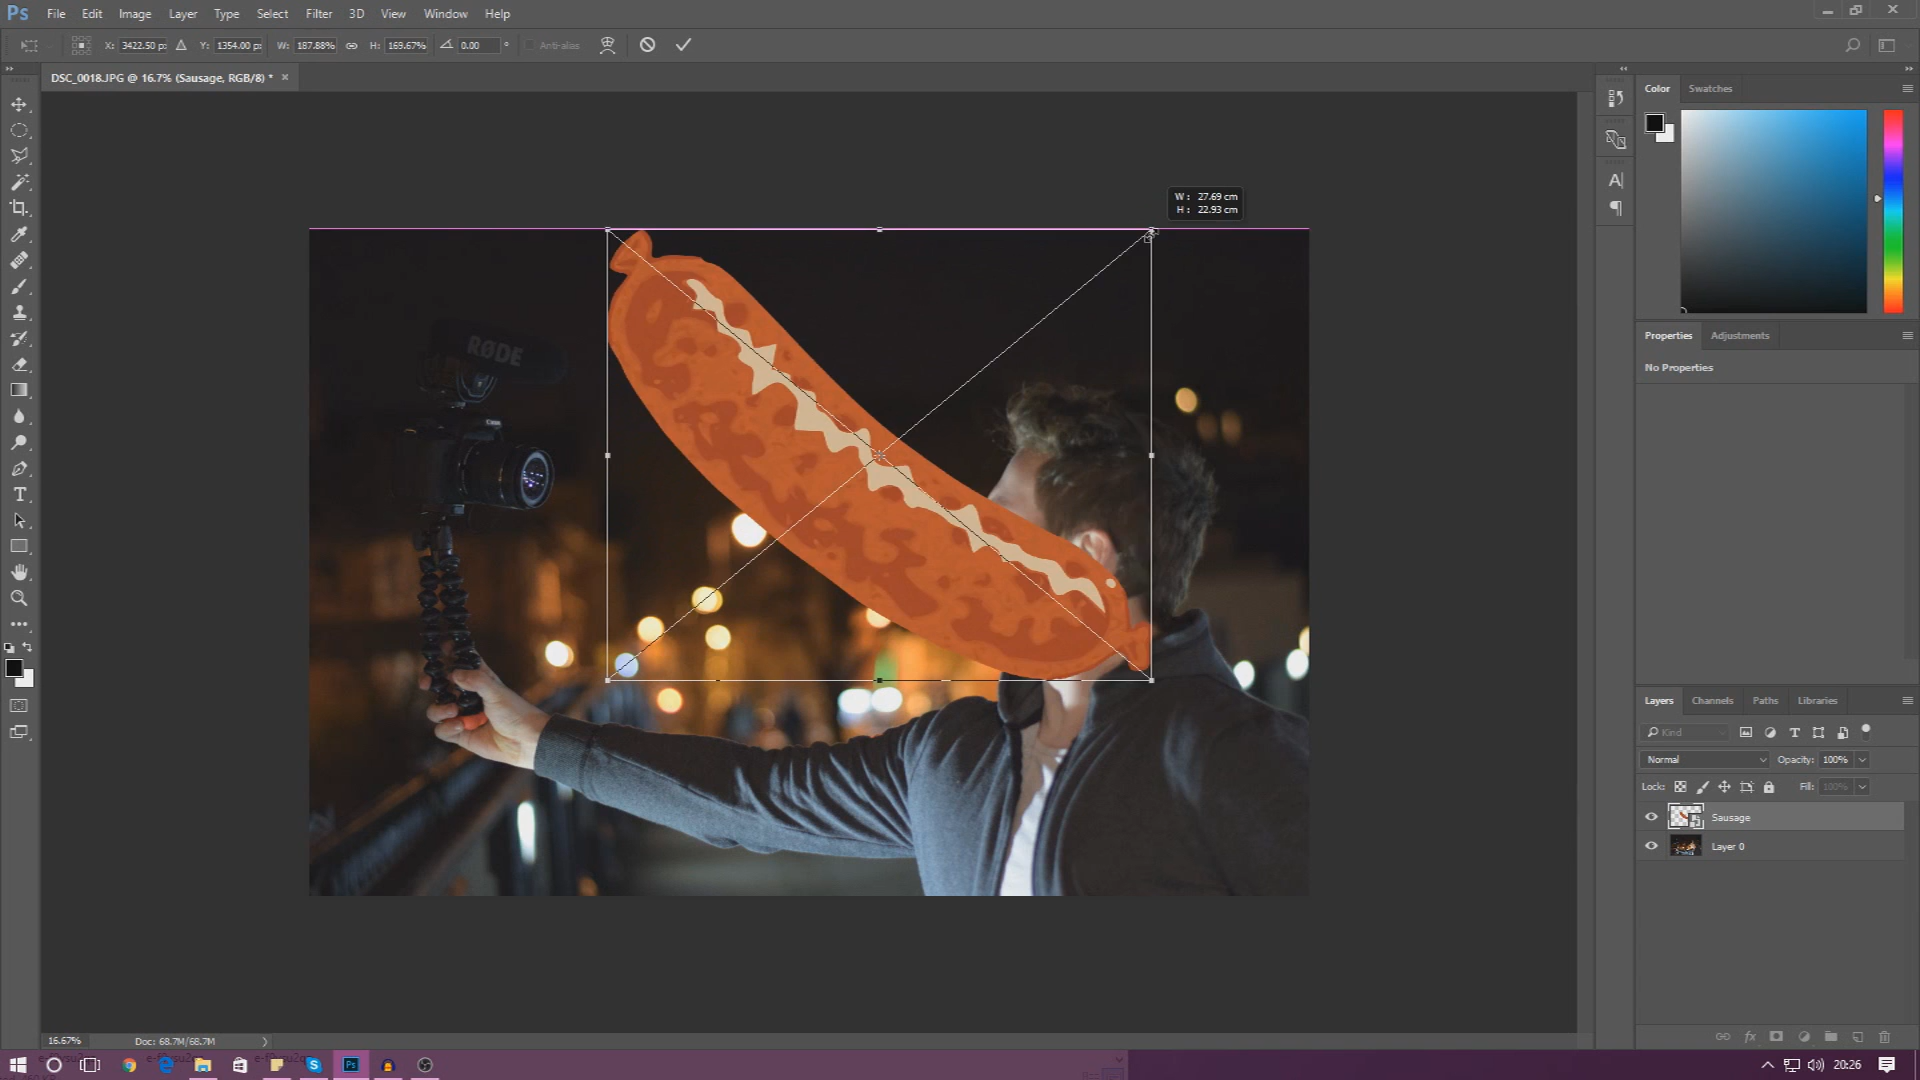 Ps File Edit Image Layer Type Select Filter 3D View Window Help
X: 3422.50 px Y: 1354.00 px W: 187.88% H: 169.67% 0.00 ° Anti-alias
DSC_0018.JPG @ 16.7% (Sausage, RGB/8) * ×
Color Swatches
W : 27.69 cm
H : 22.93 cm
RØDE
Canon
Properties Adjustments
No Properties
Layers Channels Paths Libraries
Kind
Normal Opacity: 100%
Lock: Fill: 100%
Sausage
Layer 0
16.67% Doc: 68.7M/68.7M
Ps 20:26